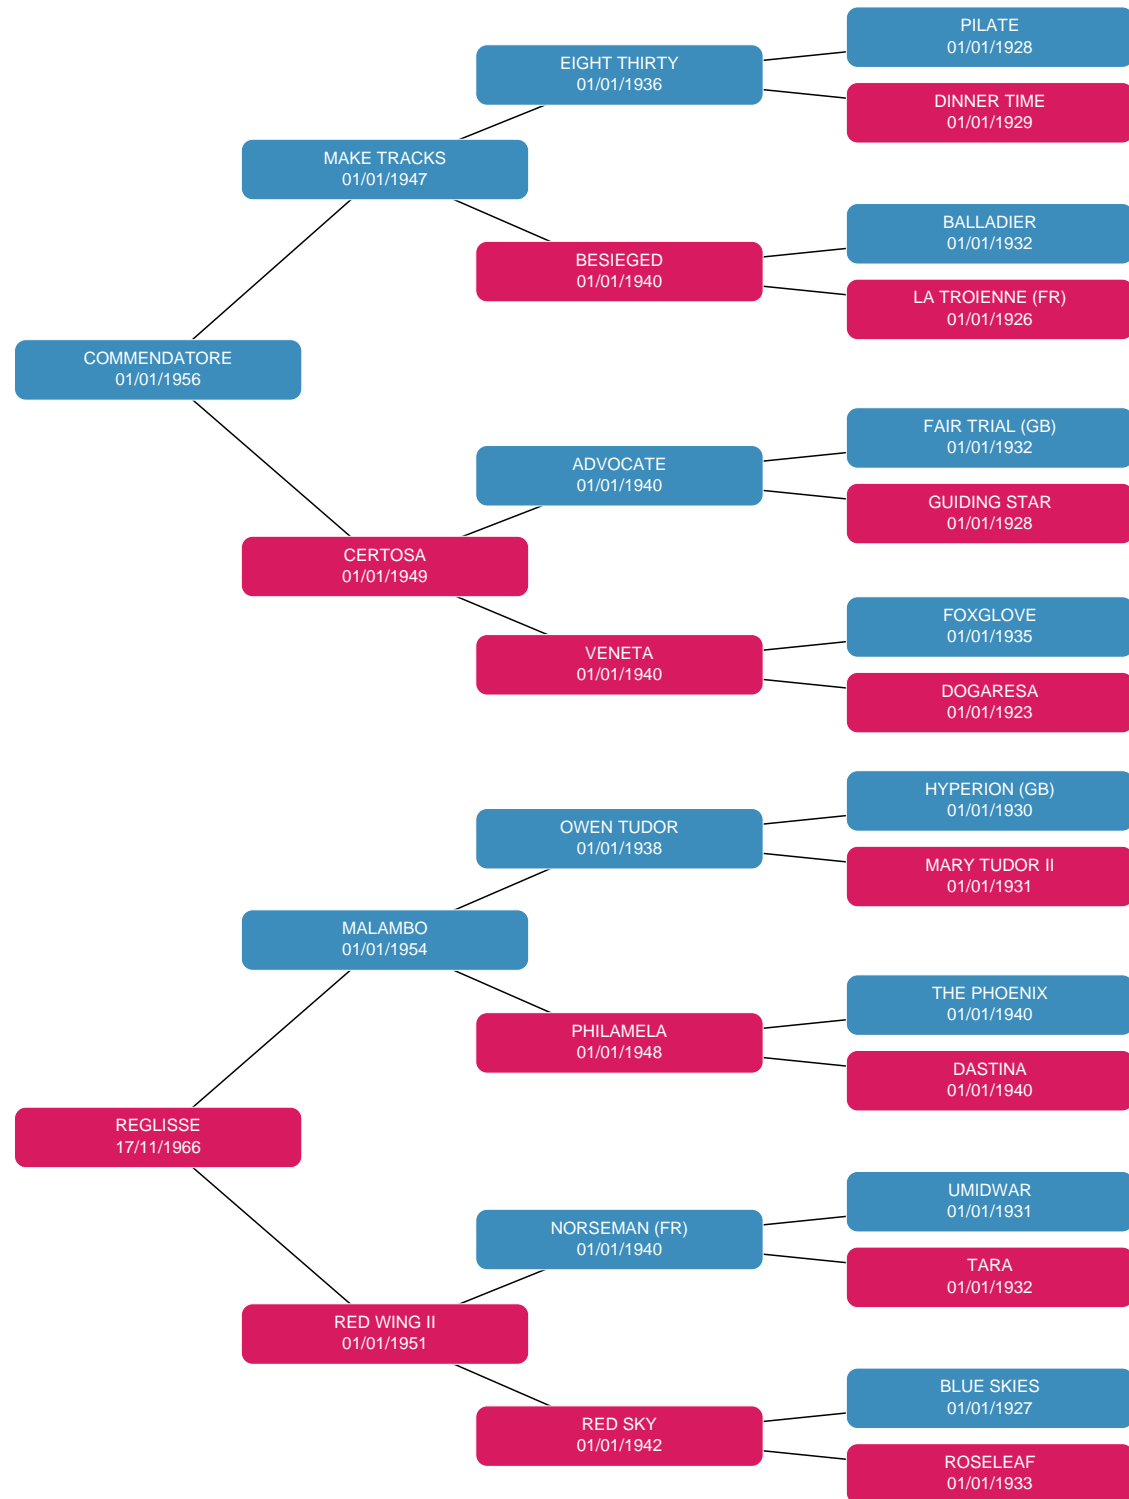 PILATE
01/01/1928
EIGHT THIRTY
01/01/1936
DINNER TIME
01/01/1929
MAKE TRACKS
01/01/1947
BALLADIER
01/01/1932
BESIEGED
01/01/1940
LA TROIENNE (FR)
01/01/1926
COMMENDATORE
01/01/1956
FAIR TRIAL (GB)
01/01/1932
ADVOCATE
01/01/1940
GUIDING STAR
01/01/1928
CERTOSA
01/01/1949
FOXGLOVE
01/01/1935
VENETA
01/01/1940
DOGARESA
01/01/1923
HYPERION (GB)
01/01/1930
OWEN TUDOR
01/01/1938
MARY TUDOR II
01/01/1931
MALAMBO
01/01/1954
THE PHOENIX
01/01/1940
PHILAMELA
01/01/1948
DASTINA
01/01/1940
REGLISSE
17/11/1966
UMIDWAR
01/01/1931
NORSEMAN (FR)
01/01/1940
TARA
01/01/1932
RED WING II
01/01/1951
BLUE SKIES
01/01/1927
RED SKY
01/01/1942
ROSELEAF
01/01/1933